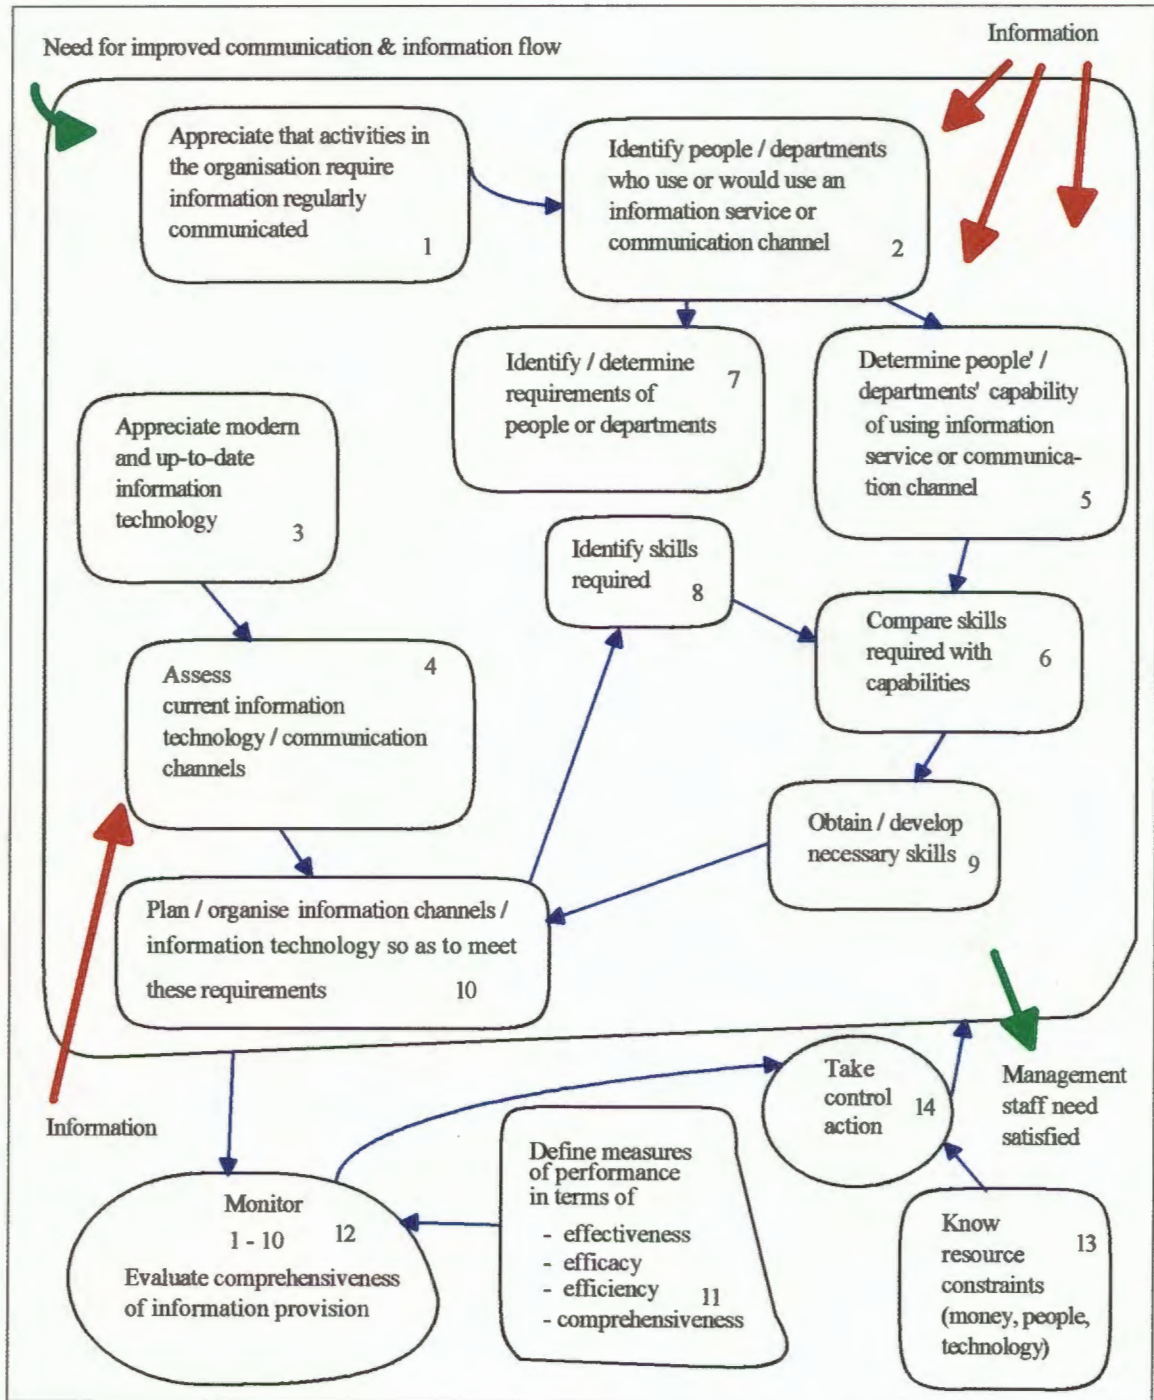 Need for improved communication & information flow
Information
Appreciate that activities in
the organisation require
information regularly
communicated
1
Identify people / departments
who use or would use an
information service or
communication channel
2
Identify / determine
requirements of
people or departments
7
Determine people' /
departments' capability
of using information
service or communica-
tion channel
5
Appreciate modern
and up-to-date
information
technology
3
Identify skills
required
8
Compare skills
required with
capabilities
6
Assess
current information
technology / communication
channels
4
Obtain / develop
necessary skills
9
Plan / organise information channels /
information technology so as to meet
these requirements
10
Information
Take
control
action
14
Management
staff need
satisfied
Monitor
1 - 10
12
Evaluate comprehensiveness
of information provision
Define measures
of performance
in terms of
- effectiveness
- efficacy
- efficiency
- comprehensiveness
11
Know
resource
constraints
(money, people,
technology)
13